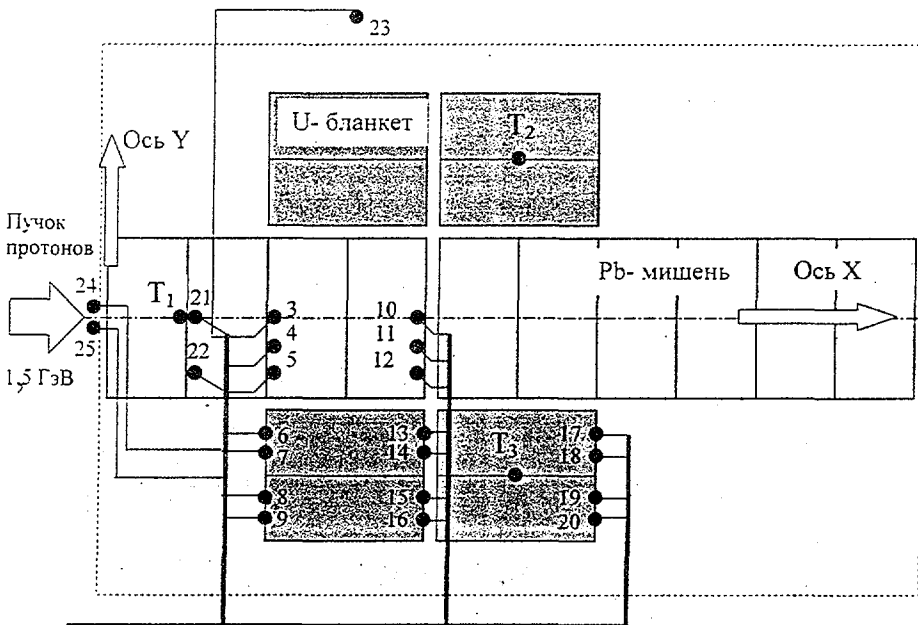 23
U- бланкет
T₂
Ось Y
Пучок
протонов
24
25
1,5 ГэВ
T₁
21
22
3
4
5
10
11
12
Pb- мишень
Ось X
6
7
8
9
13
14
15
16
T₃
17
18
19
20